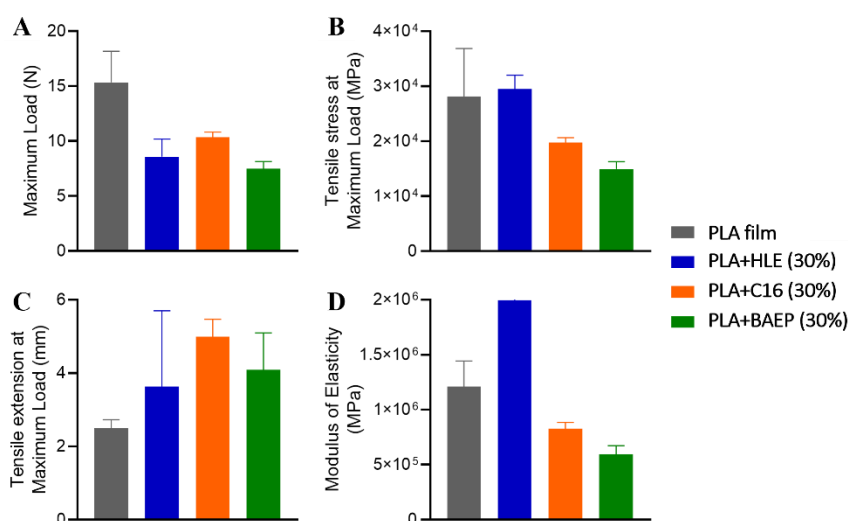 A
Maximum Load (N)
20
15
10
5
0
B
Tensile stress at
Maximum Load (MPa)
4×10⁴
3×10⁴
2×10⁴
1×10⁴
0
C
Tensile extension at
Maximum Load (mm)
6
4
2
0
D
Modulus of Elasticity
(MPa)
2×10⁶
1×10⁶
1×10⁶
5×10⁵
0
PLA film
PLA+HLE (30%)
PLA+C16 (30%)
PLA+BAEP (30%)